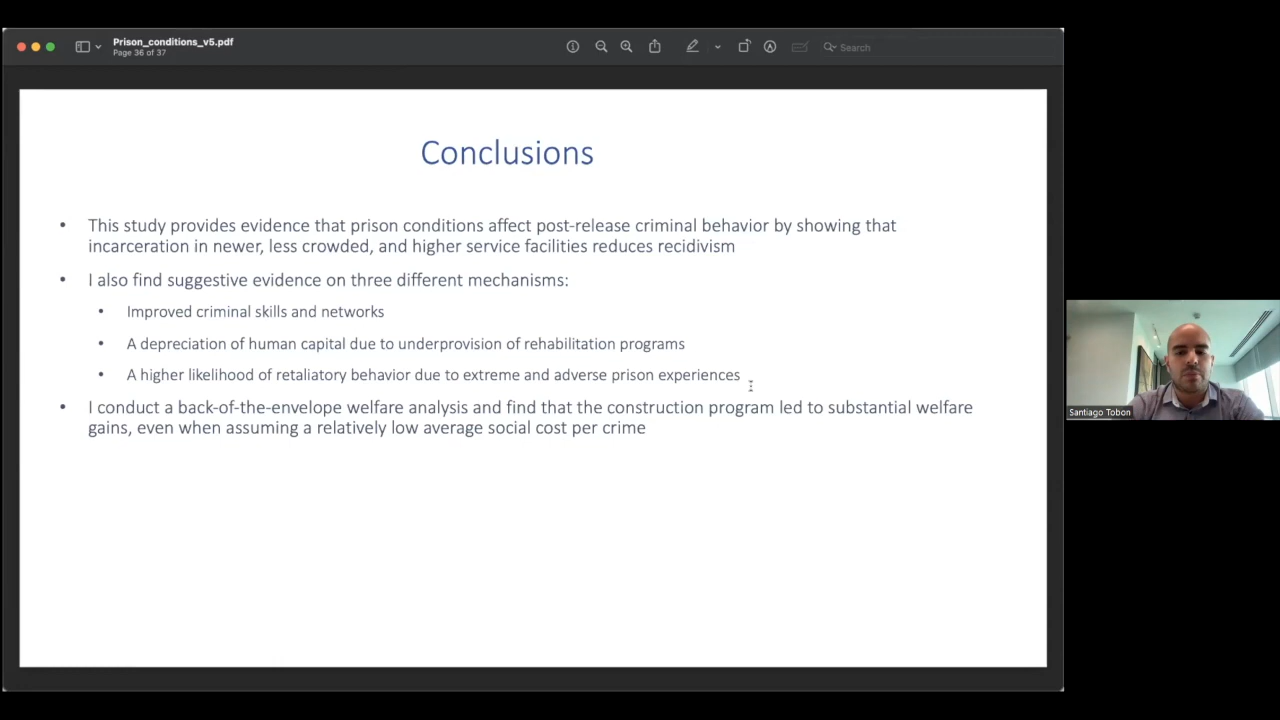 Prison_conditions_v5.pdf
Page 36 of 37
Search
Conclusions
• This study provides evidence that prison conditions affect post-release criminal behavior by showing that
incarceration in newer, less crowded, and higher service facilities reduces recidivism
• I also find suggestive evidence on three different mechanisms:
• Improved criminal skills and networks
• A depreciation of human capital due to underprovision of rehabilitation programs
• A higher likelihood of retaliatory behavior due to extreme and adverse prison experiences
• I conduct a back-of-the-envelope welfare analysis and find that the construction program led to substantial welfare
gains, even when assuming a relatively low average social cost per crime
Santiago Tobon